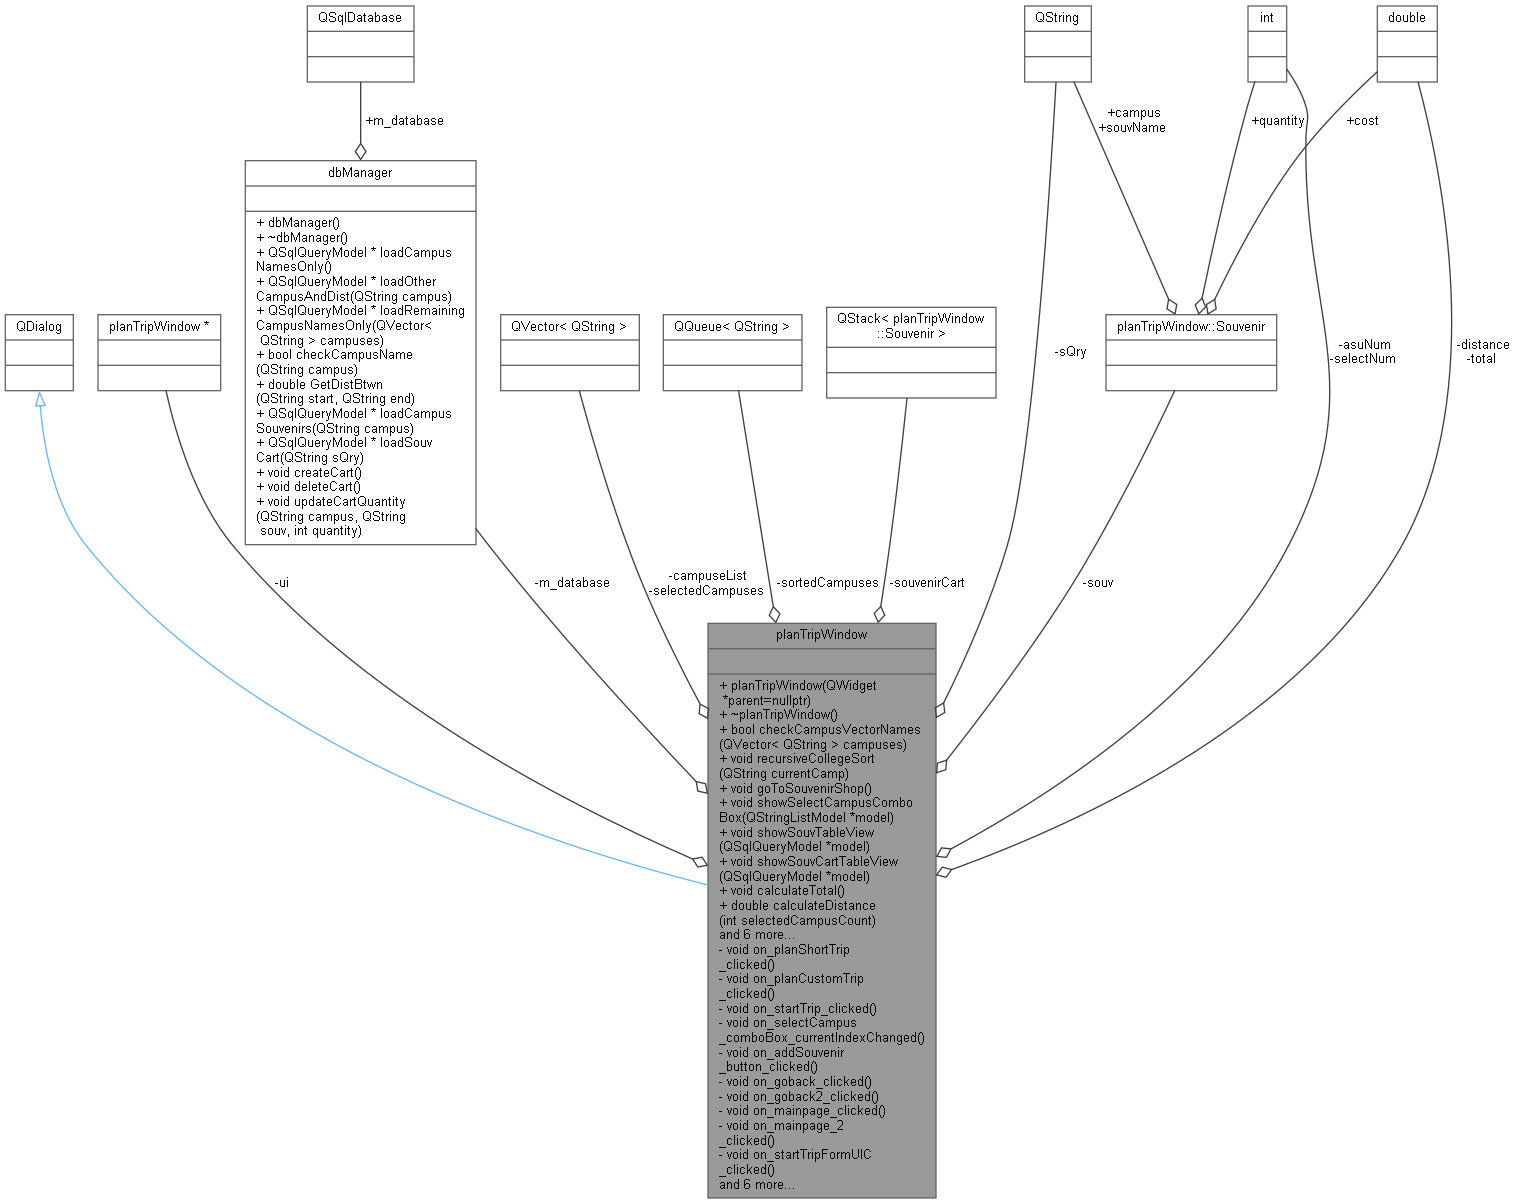 QSqlDatabase
QString
int
double
+m_database
+campus
+souvName
+quantity
+cost
dbManager
+ dbManager()
+ ~dbManager()
+ QSqlQueryModel * loadCampus
NamesOnly()
+ QSqlQueryModel * loadOther
CampusAndDist(QString campus)
+ QSqlQueryModel * loadRemaining
CampusNamesOnly(QVector<
QString > campuses)
+ bool checkCampusName
(QString campus)
+ double GetDistBtwn
(QString start, QString end)
+ QSqlQueryModel * loadCampus
Souvenirs(QString campus)
+ QSqlQueryModel * loadSouv
Cart(QString sQry)
+ void createCart()
+ void deleteCart()
+ void updateCartQuantity
(QString campus, QString
souv, int quantity)
QDialog
planTripWindow *
QVector< QString >
QQueue< QString >
QStack< planTripWindow
::Souvenir >
planTripWindow::Souvenir
-sQry
-asuNum
-selectNum
-distance
-total
-ui
-m_database
-campuseList
-selectedCampuses
-sortedCampuses
-souvenirCart
-souv
planTripWindow
+ planTripWindow(QWidget
*parent=nullptr)
+ ~planTripWindow()
+ bool checkCampusVectorNames
(QVector< QString > campuses)
+ void recursiveCollegeSort
(QString currentCamp)
+ void goToSouvenirShop()
+ void showSelectCampusCombo
Box(QStringListModel *model)
+ void showSouvTableView
(QSqlQueryModel *model)
+ void showSouvCartTableView
(QSqlQueryModel *model)
+ void calculateTotal()
+ double calculateDistance
(int selectedCampusCount)
and 6 more...
- void on_planShortTrip
_clicked()
- void on_planCustomTrip
_clicked()
- void on_startTrip_clicked()
- void on_selectCampus
_comboBox_currentIndexChanged()
- void on_addSouvenir
_button_clicked()
- void on_goback_clicked()
- void on_goback2_clicked()
- void on_mainpage_clicked()
- void on_mainpage_2
_clicked()
- void on_startTripFormUIC
_clicked()
and 6 more...